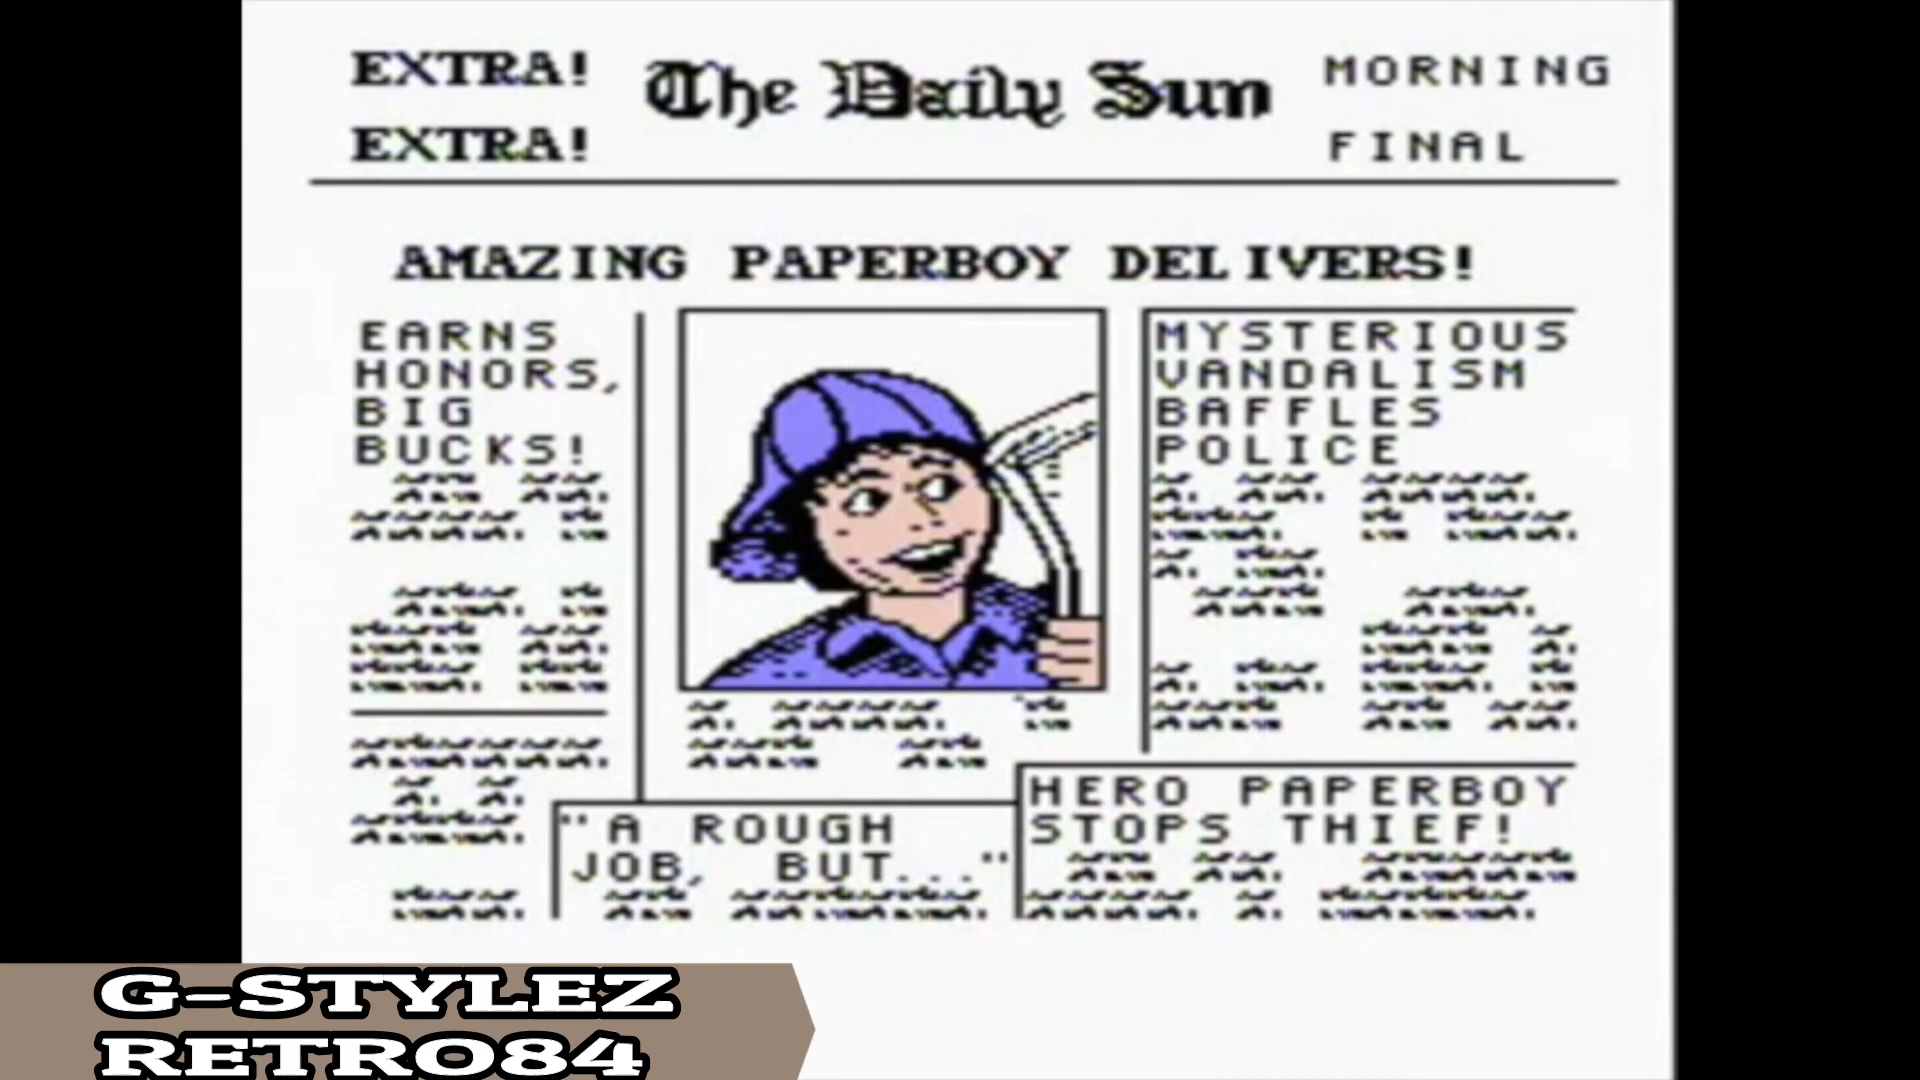 EXTRA!
EXTRA!
The Daily Sun
MORNING
FINAL
AMAZING PAPERBOY DELIVERS!
EARNS
HONORS,
BIG
BUCKS!
MYSTERIOUS
VANDALISM
BAFFLES
POLICE
"A ROUGH
JOB, BUT..."
HERO PAPERBOY
STOPS THIEF!
G-STYLEZ
RETRO84